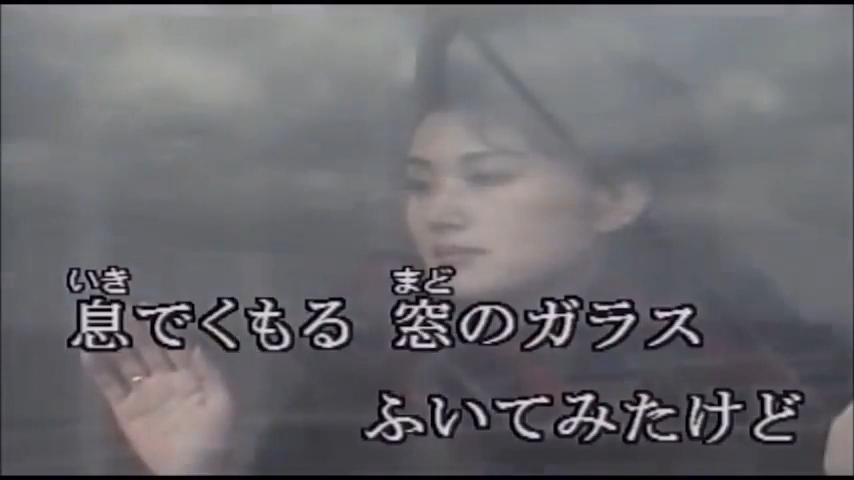 いき まど
息でくもる 窓のガラス
ふいてみたけど